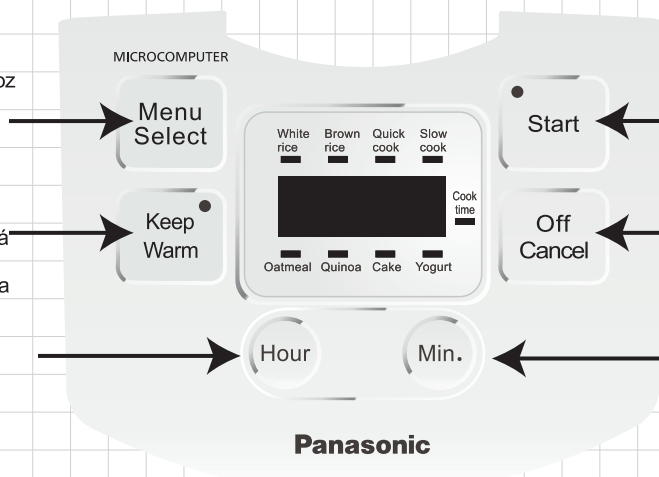 MICROCOMPUTER
oz
Menu
Select
Start
White rice
Brown rice
Quick cook
Slow cook
Cook time
á
Keep
Warm
Off
Cancel
a
Oatmeal Quinoa Cake Yogurt
Hour
Min.
Panasonic